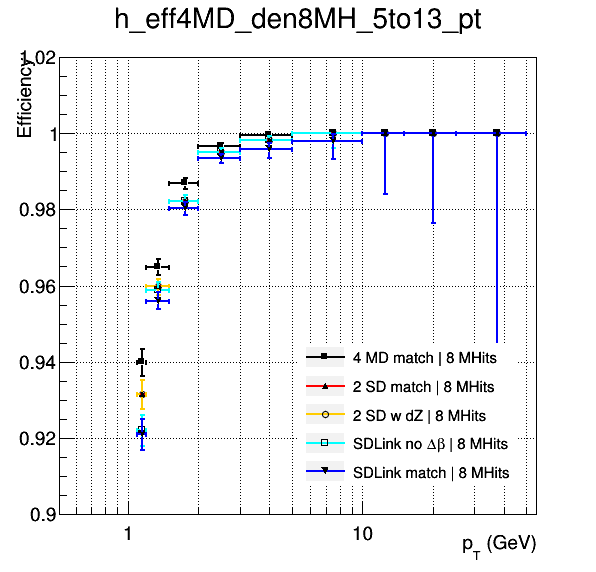 h_eff4MD_den8MH_5to13_pt
Efficiency
1.02
1
0.98
0.96
0.94
0.92
0.9
4 MD match | 8 MHits
2 SD match | 8 MHits
2 SD w dZ | 8 MHits
SDLink no Δβ | 8 MHits
SDLink match | 8 MHits
1
10
p_T (GeV)